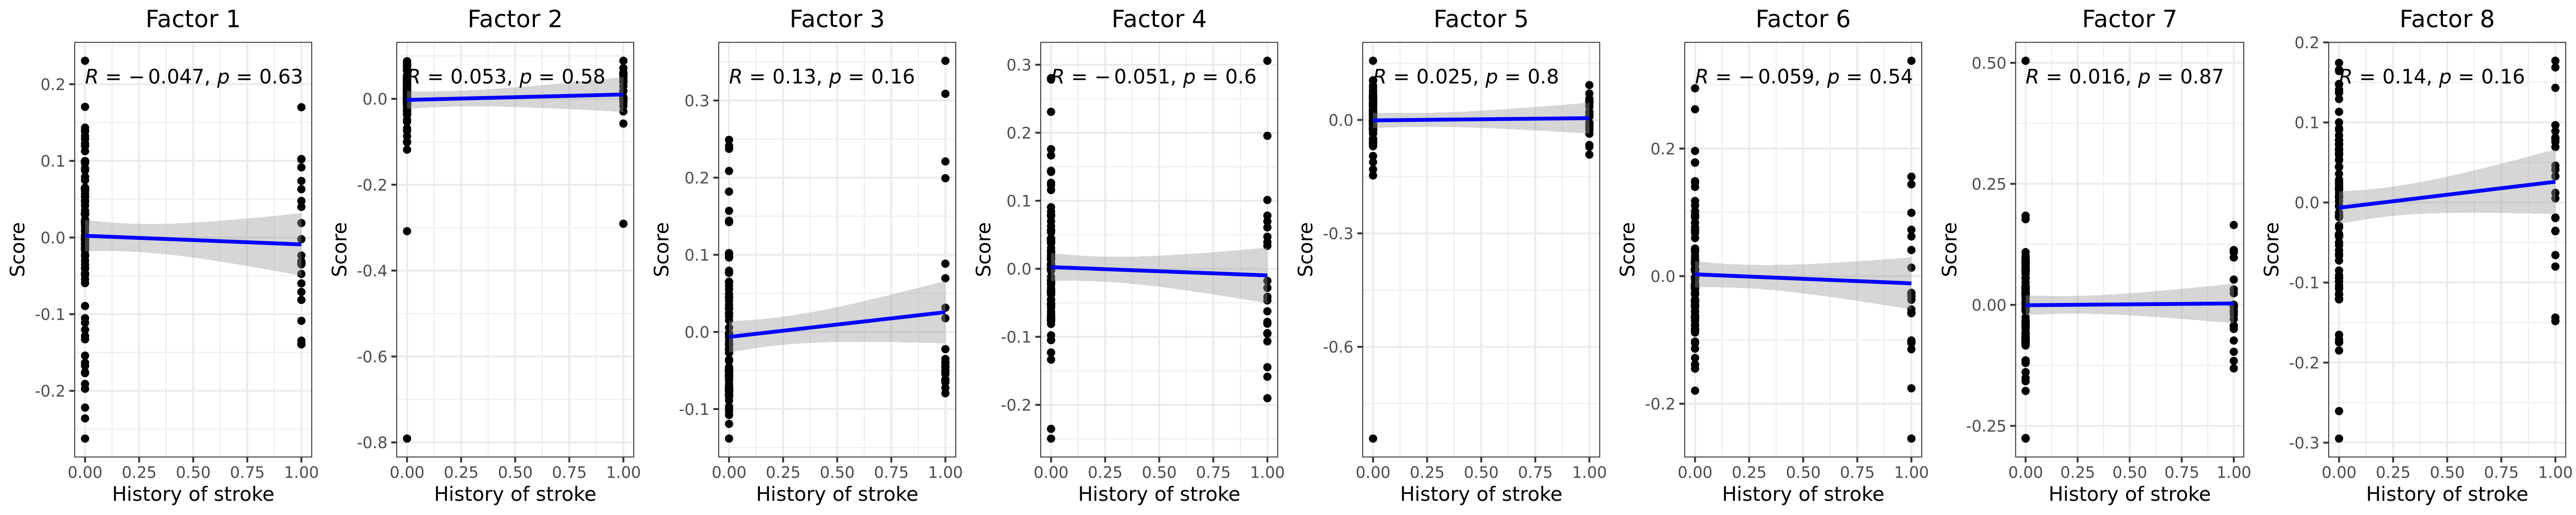 Factor 1
Factor 2
Factor 3
Factor 4
Factor 5
Factor 6
Factor 7
Factor 8
R = −0.047, p = 0.63
R = 0.053, p = 0.58
R = 0.13, p = 0.16
R = −0.051, p = 0.6
R = 0.025, p = 0.8
R = −0.059, p = 0.54
R = 0.016, p = 0.87
R = 0.14, p = 0.16
Score
0.2
0.1
0.0
-0.1
-0.2
0.00 0.25 0.50 0.75 1.00
History of stroke
Score
0.0
-0.2
-0.4
-0.6
-0.8
0.00 0.25 0.50 0.75 1.00
History of stroke
Score
0.3
0.2
0.1
0.0
-0.1
0.00 0.25 0.50 0.75 1.00
History of stroke
Score
0.3
0.2
0.1
0.0
-0.1
-0.2
0.00 0.25 0.50 0.75 1.00
History of stroke
Score
0.0
-0.3
-0.6
0.00 0.25 0.50 0.75 1.00
History of stroke
Score
0.2
0.0
-0.2
0.00 0.25 0.50 0.75 1.00
History of stroke
Score
0.50
0.25
0.00
-0.25
0.00 0.25 0.50 0.75 1.00
History of stroke
Score
0.2
0.1
0.0
-0.1
-0.2
-0.3
0.00 0.25 0.50 0.75 1.00
History of stroke